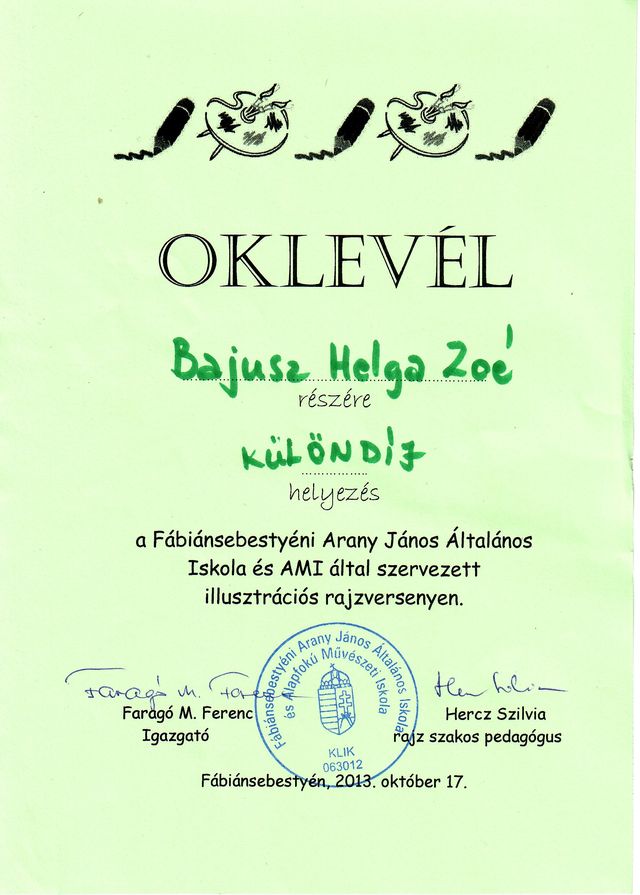 OKLEVÉL
Bajusz Helga Zoé
részére
KÜLÖNDÍJ
helyezés
a Fábiánsebestyéni Arany János Általános
Iskola és AMI által szervezett
illusztrációs rajzversenyen.
Faragó M. Ferenc
Faragó M. Ferenc
Igazgató
Fábiánsebestyéni Arany János Általános Iskola
és Alapfokú Művészeti Iskola
KLIK
063012
Hercz Szilvia
rajz szakos pedagógus
Fábiánsebestyén, 2013. október 17.